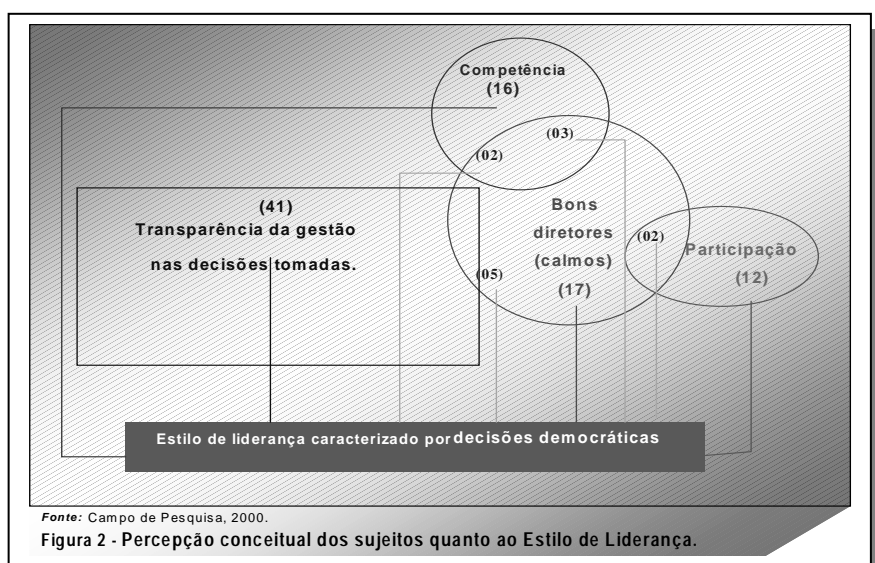 Competência
(16)
(03)
(02)
(41)
Transparência da gestão
nas decisões tomadas.
Bons
diretores
(calmos)
(17)
(02)
Participação
(12)
(05)
Estilo de liderança caracterizado por decisões democráticas
Fonte: Campo de Pesquisa, 2000.
Figura 2 - Percepção conceitual dos sujeitos quanto ao Estilo de Liderança.